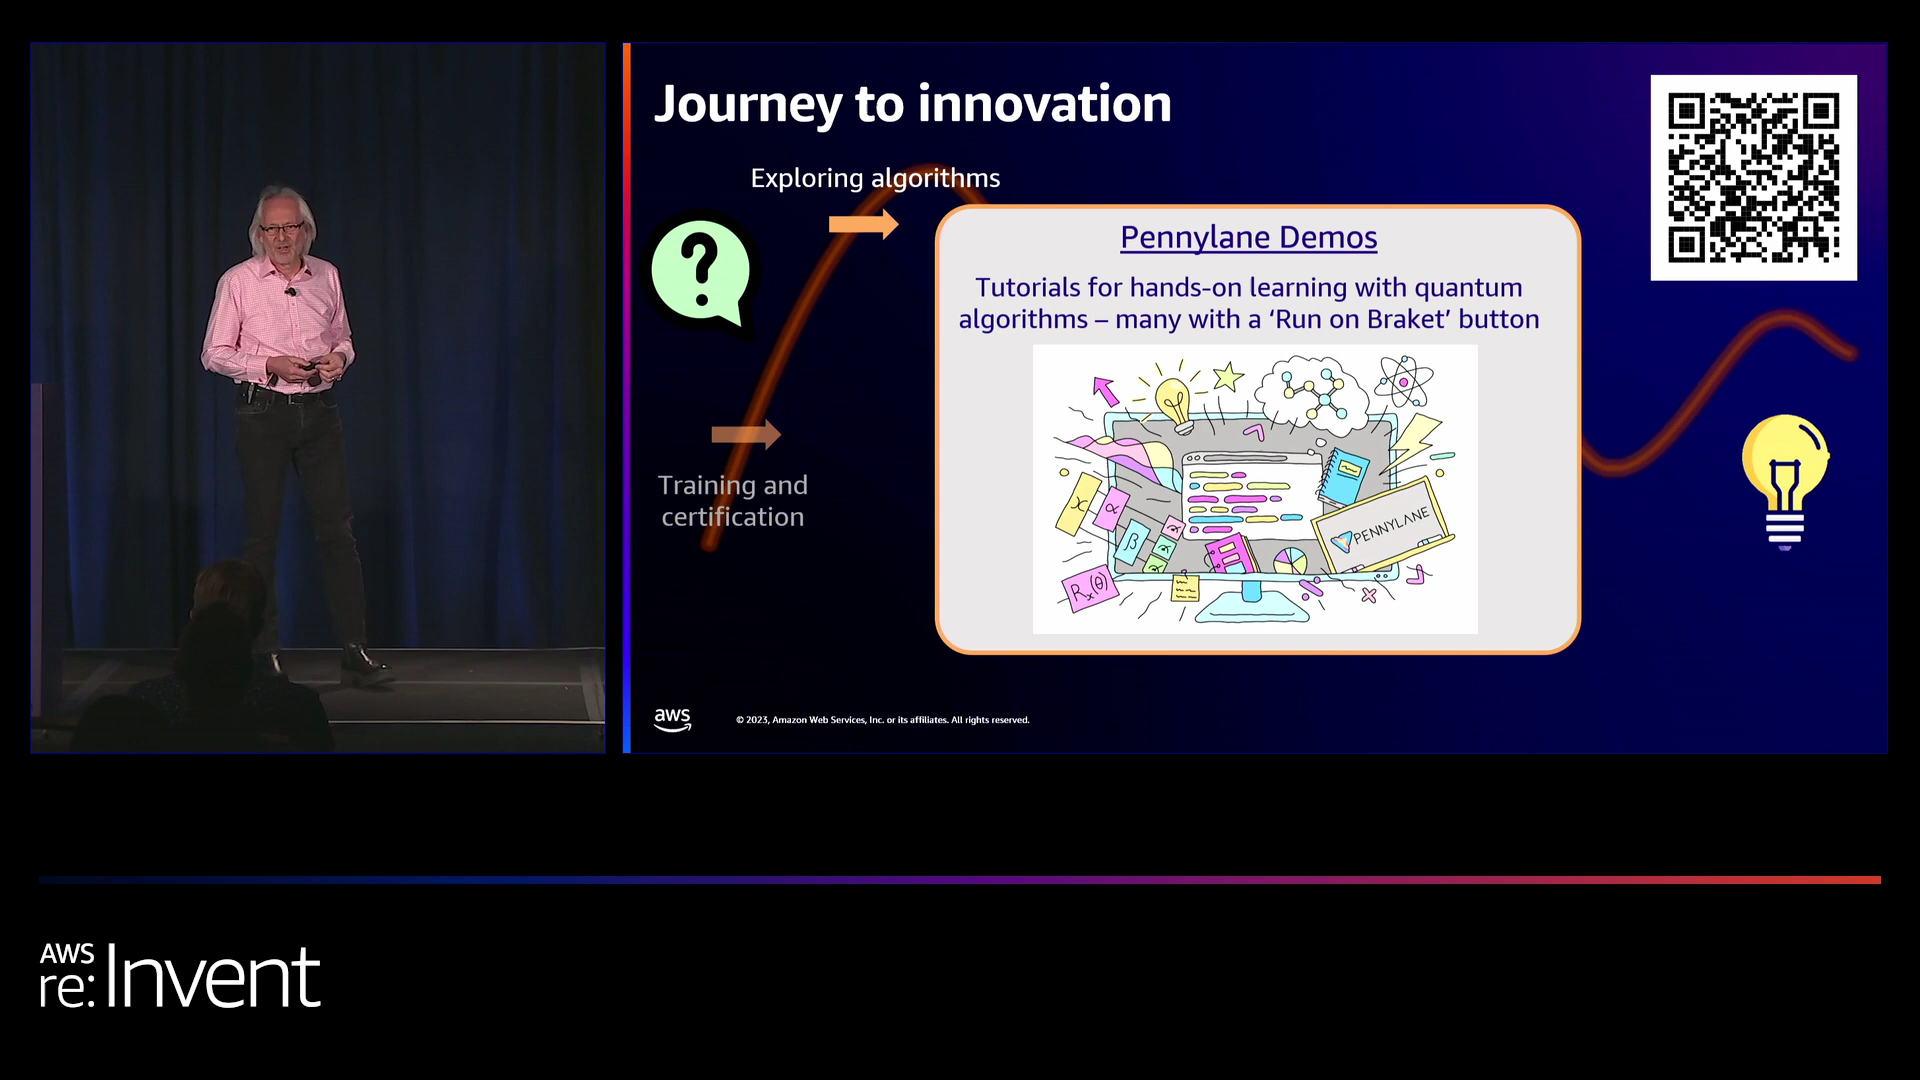 Journey to innovation
Exploring algorithms
?
Training and
certification
Pennylane Demos
Tutorials for hands-on learning with quantum
algorithms – many with a ‘Run on Braket’ button
x
α
β
R_x(θ)
PENNYLANE
aws
© 2023, Amazon Web Services, Inc. or its affiliates. All rights reserved.
AWS
re:Invent